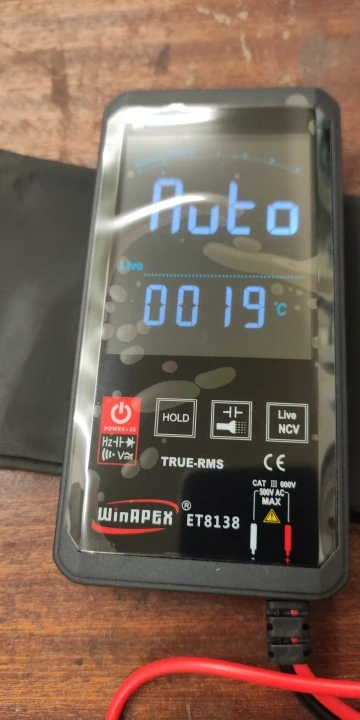 Auto
Live
0019 °C
POWER>3S
HOLD
Live
NCV
Hz
V
TRUE-RMS
CE
CAT III 600V
500V AC
MAX
WinAPEX ® ET8138
- +